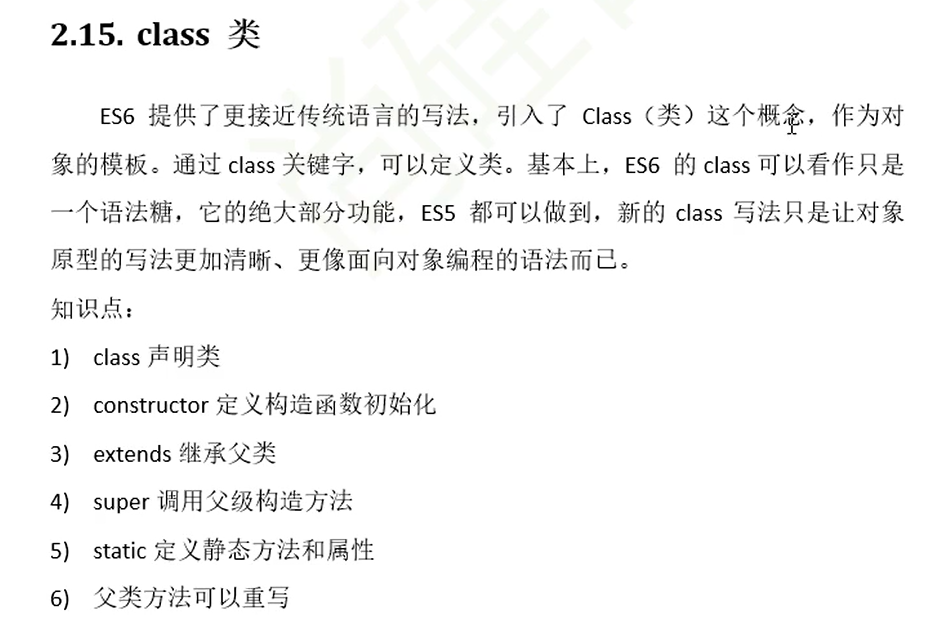 2.15. class 类
ES6 提供了更接近传统语言的写法，引入了 Class（类）这个概念，作为对
象的模板。通过 class 关键字，可以定义类。基本上，ES6 的 class 可以看作只是
一个语法糖，它的绝大部分功能，ES5 都可以做到，新的 class 写法只是让对象
原型的写法更加清晰、更像面向对象编程的语法而已。
知识点：
1) class 声明类
2) constructor 定义构造函数初始化
3) extends 继承父类
4) super 调用父级构造方法
5) static 定义静态方法和属性
6) 父类方法可以重写